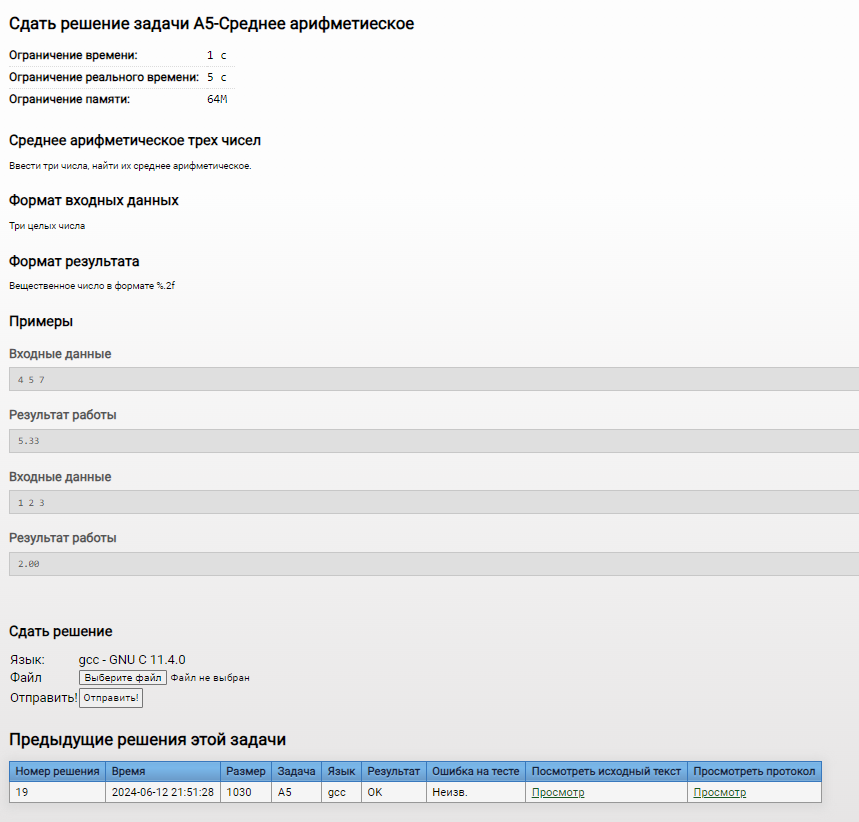 Сдать решение задачи A5-Среднее арифметиеское
Ограничение времени: 1 с
Ограничение реального времени: 5 с
Ограничение памяти: 64M
Среднее арифметическое трех чисел
Ввести три числа, найти их среднее арифметическое.
Формат входных данных
Три целых числа
Формат результата
Вещественное число в формате %.2f
Примеры
Входные данные
4 5 7
Результат работы
5.33
Входные данные
1 2 3
Результат работы
2.00
Сдать решение
Язык: gcc - GNU C 11.4.0
Файл Выберите файл Файл не выбран
Отправить! Отправить!
Предыдущие решения этой задачи
Номер решения Время Размер Задача Язык Результат Ошибка на тесте Посмотреть исходный текст Просмотреть протокол
19 2024-06-12 21:51:28 1030 A5 gcc OK Неизв. Просмотр Просмотр